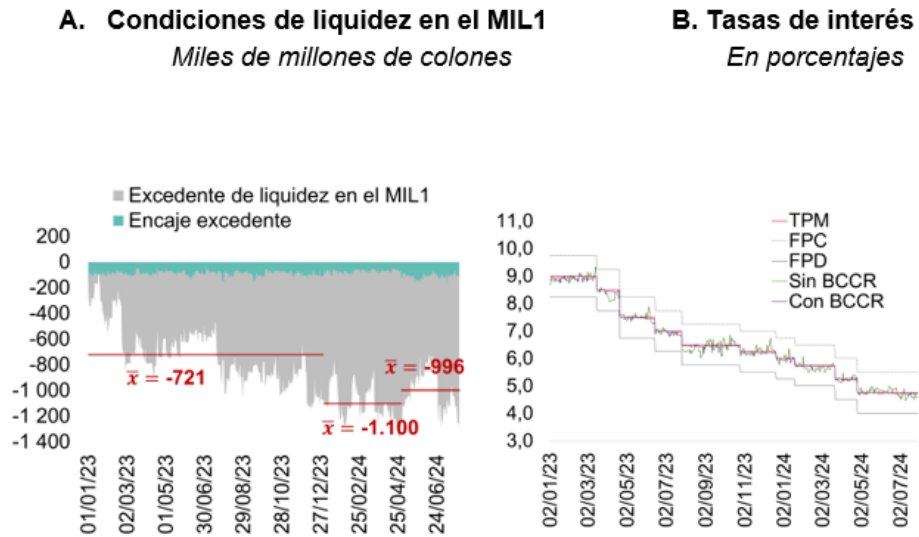 A. Condiciones de liquidez en el MIL1
Miles de millones de colones
Excedente de liquidez en el MIL1
Encaje excedente
200
0
-200
-400
-600
-800
-1 000
-1 200
-1 400
x̅ = -721
x̅ = -1.100
x̅ = -996
01/01/23
02/03/23
01/05/23
30/06/23
29/08/23
28/10/23
27/12/23
25/02/24
25/04/24
24/06/24
B. Tasas de interés
En porcentajes
11,0
10,0
9,0
8,0
7,0
6,0
5,0
4,0
3,0
TPM
FPC
FPD
Sin BCCR
Con BCCR
02/01/23
02/03/23
02/05/23
02/07/23
02/09/23
02/11/23
02/01/24
02/03/24
02/05/24
02/07/24